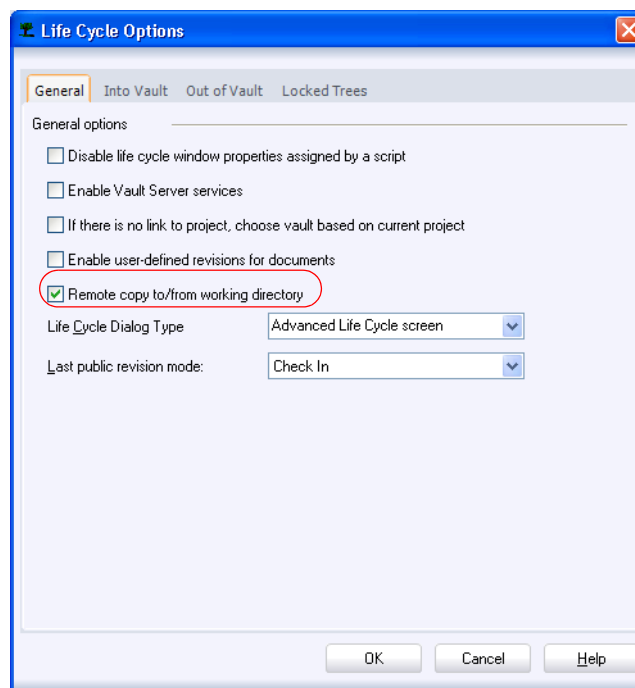 Life Cycle Options
General Into Vault Out of Vault Locked Trees
General options
Disable life cycle window properties assigned by a script
Enable Vault Server services
If there is no link to project, choose vault based on current project
Enable user-defined revisions for documents
Remote copy to/from working directory
Life Cycle Dialog Type Advanced Life Cycle screen
Last public revision mode: Check In
OK Cancel Help